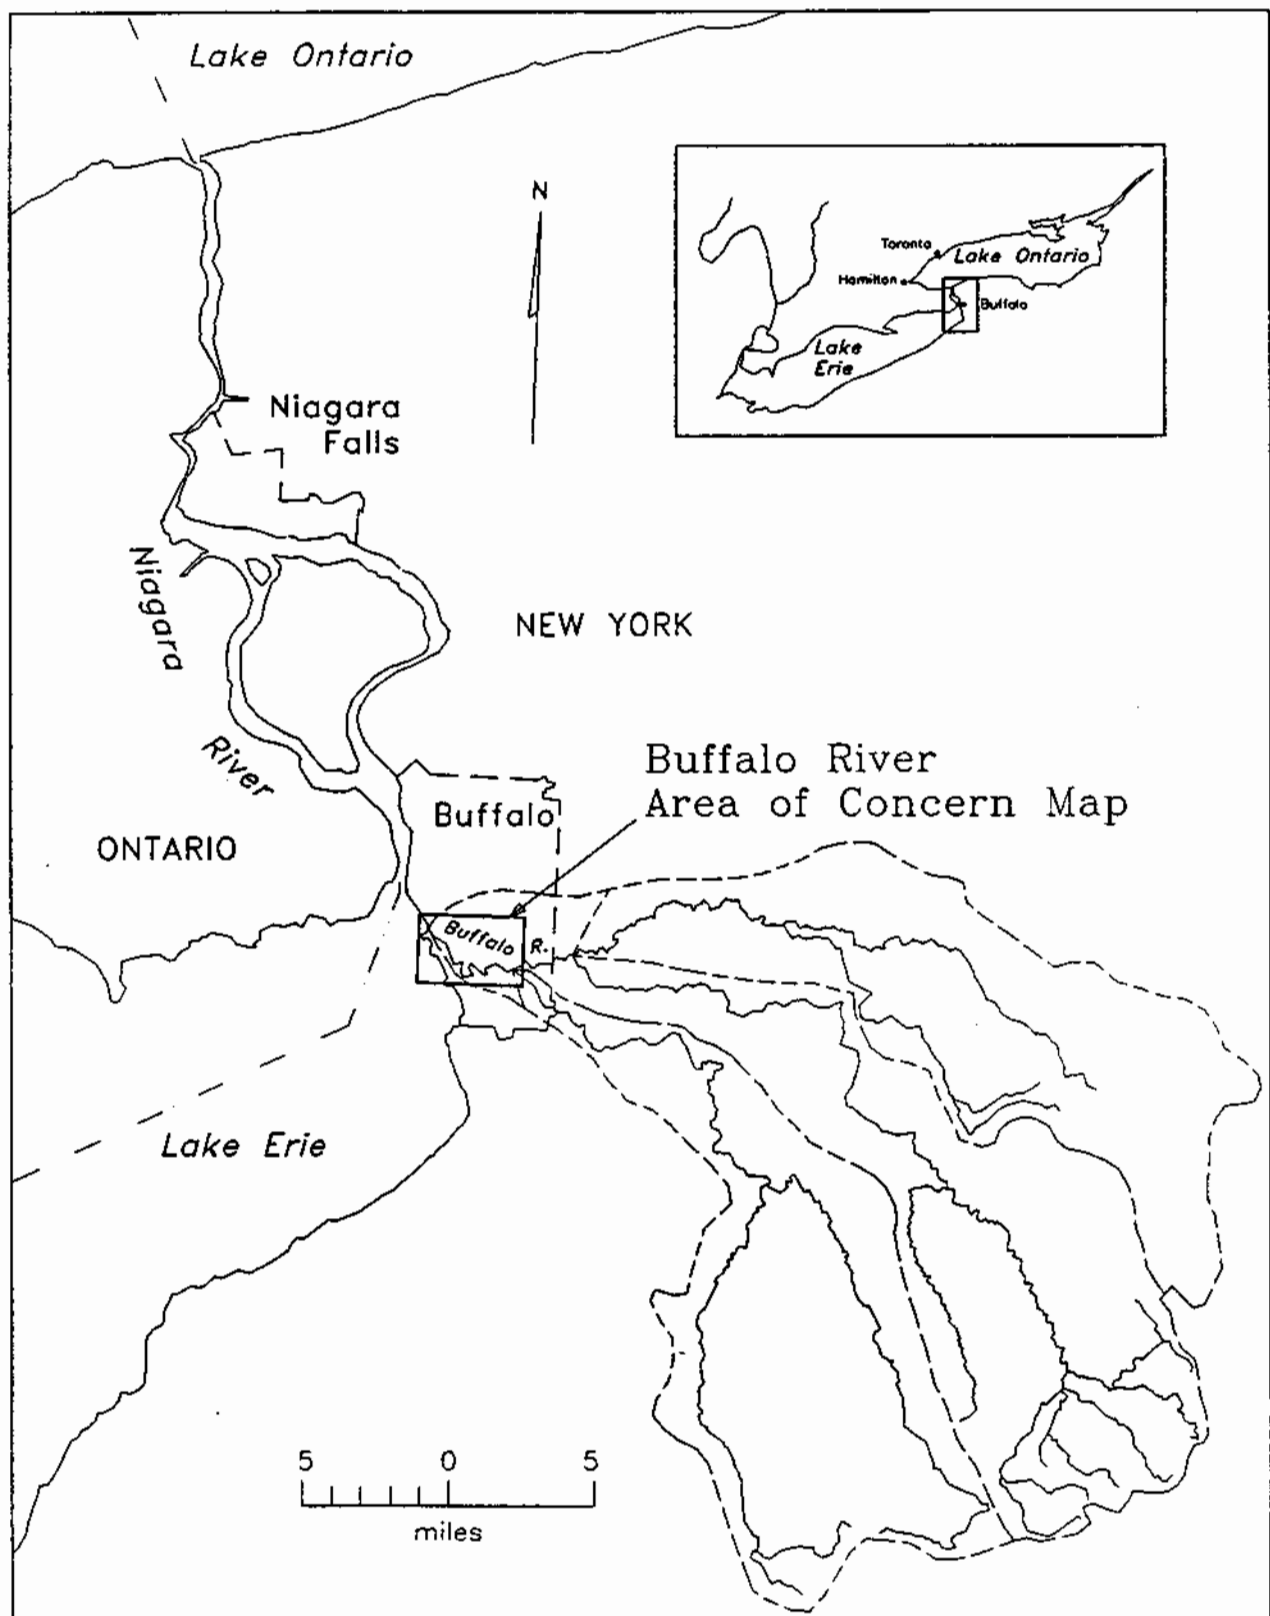 Lake Ontario
N
Toronto
Lake Ontario
Hamilton
Buffalo
Lake
Erie
Niagara
Falls
Niagara
River
NEW YORK
Buffalo River
Area of Concern Map
Buffalo
ONTARIO
Buffalo R.
Lake Erie
5 0 5
miles